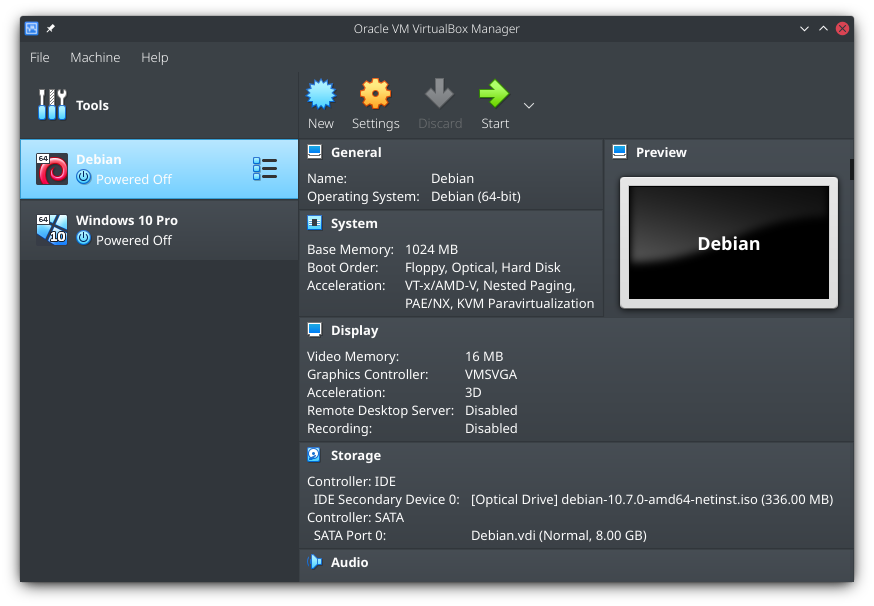 Oracle VM VirtualBox Manager
File Machine Help
Tools
New Settings Discard Start
64
Debian
Powered Off
64
10
Windows 10 Pro
Powered Off
General
Name: Debian
Operating System: Debian (64-bit)
Preview
Debian
System
Base Memory: 1024 MB
Boot Order: Floppy, Optical, Hard Disk
Acceleration: VT-x/AMD-V, Nested Paging,
PAE/NX, KVM Paravirtualization
Display
Video Memory: 16 MB
Graphics Controller: VMSVGA
Acceleration: 3D
Remote Desktop Server: Disabled
Recording: Disabled
Storage
Controller: IDE
IDE Secondary Device 0: [Optical Drive] debian-10.7.0-amd64-netinst.iso (336.00 MB)
Controller: SATA
SATA Port 0: Debian.vdi (Normal, 8.00 GB)
Audio